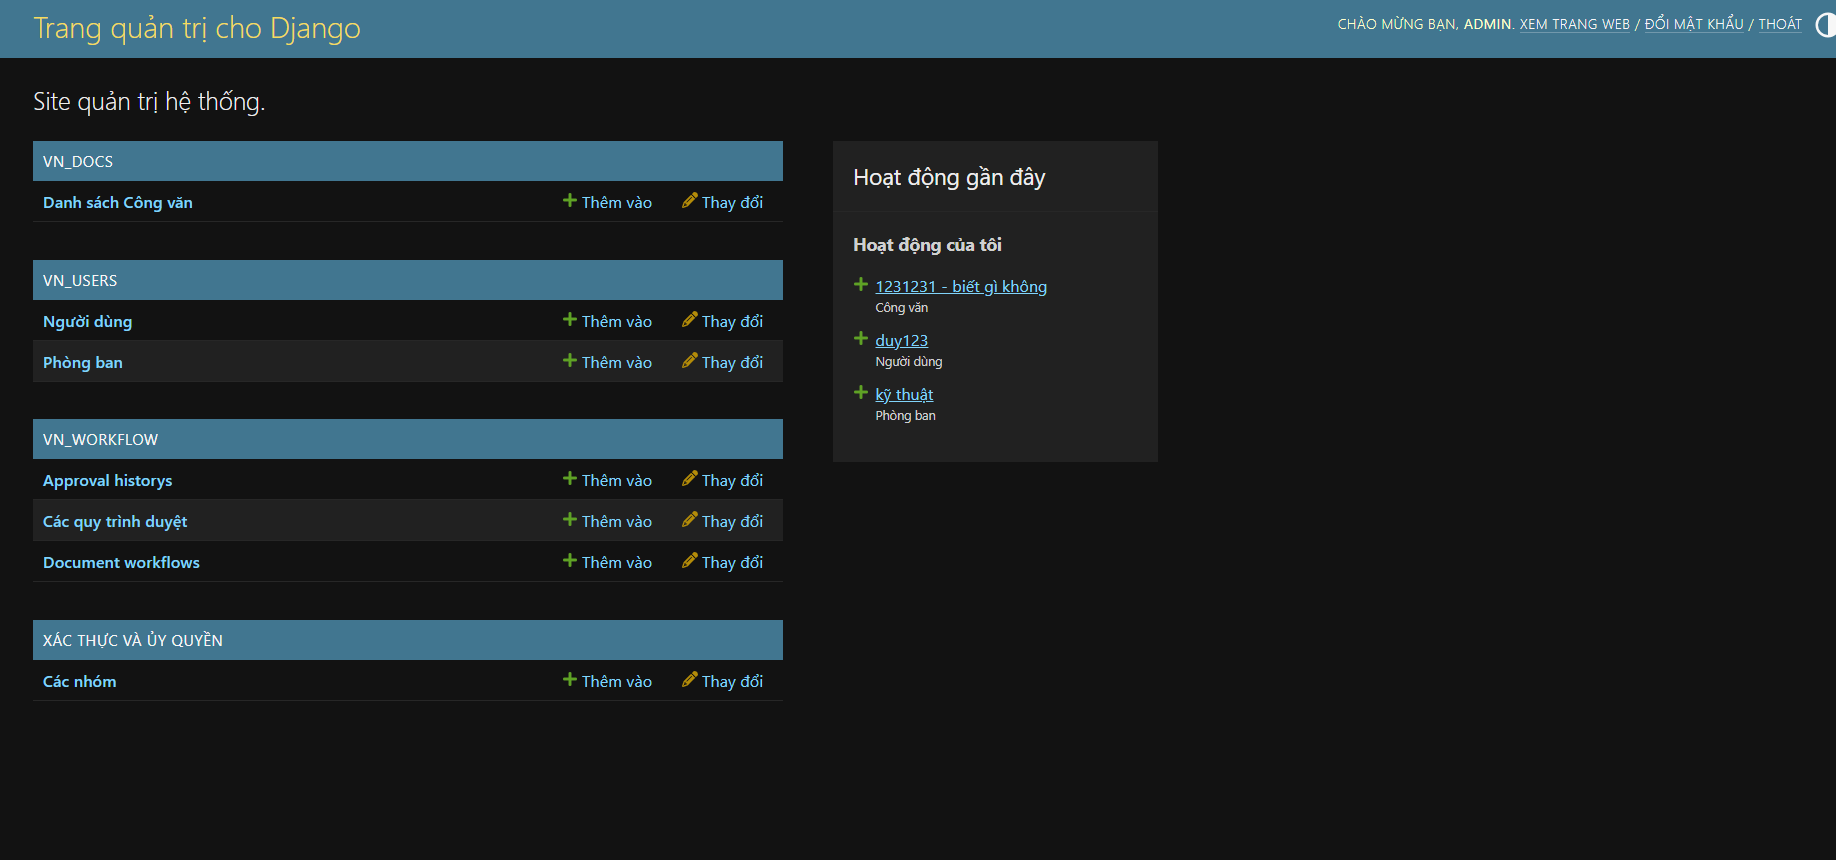 Trang quản trị cho Django
CHÀO MỪNG BẠN, ADMIN. XEM TRANG WEB / ĐỔI MẬT KHẨU / THOÁT
Site quản trị hệ thống.
VN_DOCS
Danh sách Công văn Thêm vào Thay đổi
VN_USERS
Người dùng Thêm vào Thay đổi
Phòng ban Thêm vào Thay đổi
VN_WORKFLOW
Approval historys Thêm vào Thay đổi
Các quy trình duyệt Thêm vào Thay đổi
Document workflows Thêm vào Thay đổi
XÁC THỰC VÀ ỦY QUYỀN
Các nhóm Thêm vào Thay đổi
Hoạt động gần đây
Hoạt động của tôi
1231231 - biết gì không
Công văn
duy123
Người dùng
kỹ thuật
Phòng ban